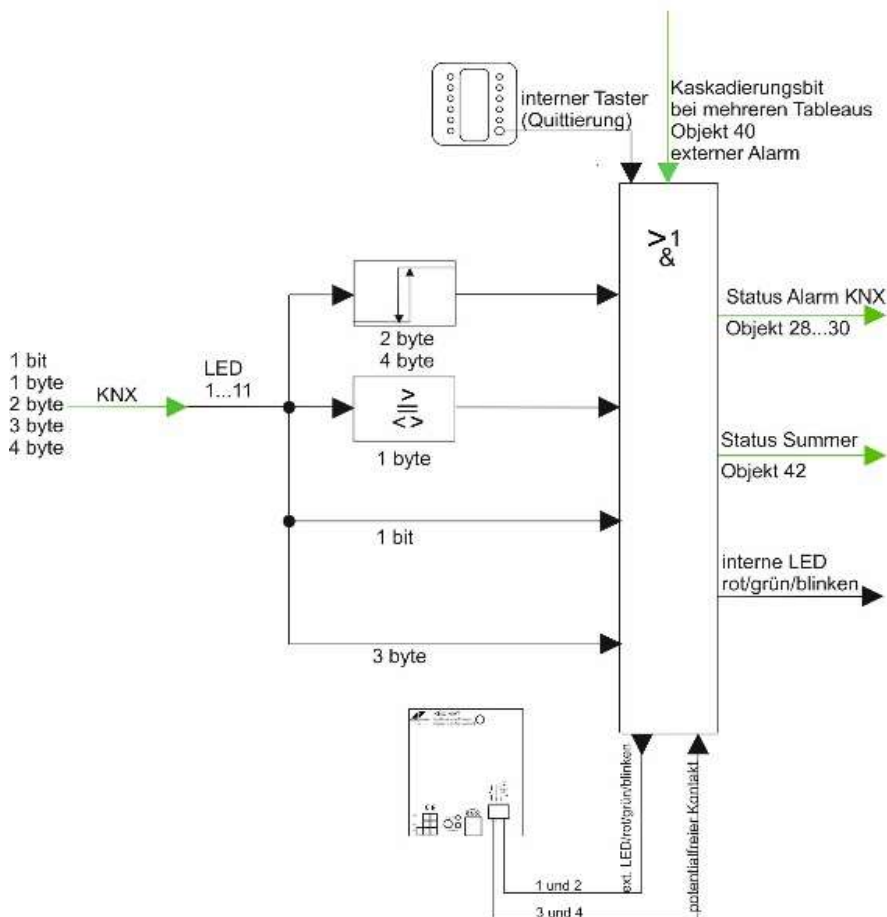 interner Taster
(Quittierung)
Kaskadierungsbit
bei mehreren Tableaus
Objekt 40
externer Alarm
>1
&
Status Alarm KNX
Objekt 28...30
2 byte
4 byte
1 bit
1 byte
2 byte
3 byte
4 byte
KNX
LED
1...11
>
=
< >
1 byte
Status Summer
Objekt 42
1 bit
interne LED
rot/grün/blinken
3 byte
ext. LED/rot/grün/blinken
potentialfreier Kontakt
1 und 2
3 und 4